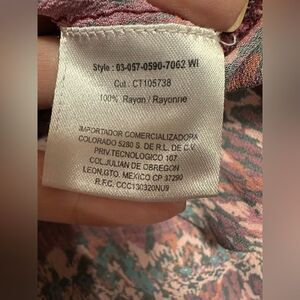 Style : 03-057-0590-7062 WI
Cut : CT105738
100% Rayon / Rayonne
IMPORTADOR COMERCIALIZADORA
COLORADO 5280 S. DE R.L. DE C.V.
PRIV.TECNOLOGICO 107
COL.JULIAN DE OBREGON
LEON,GTO. MEXICO CP 37290
R.F.C. CCC130320NU9